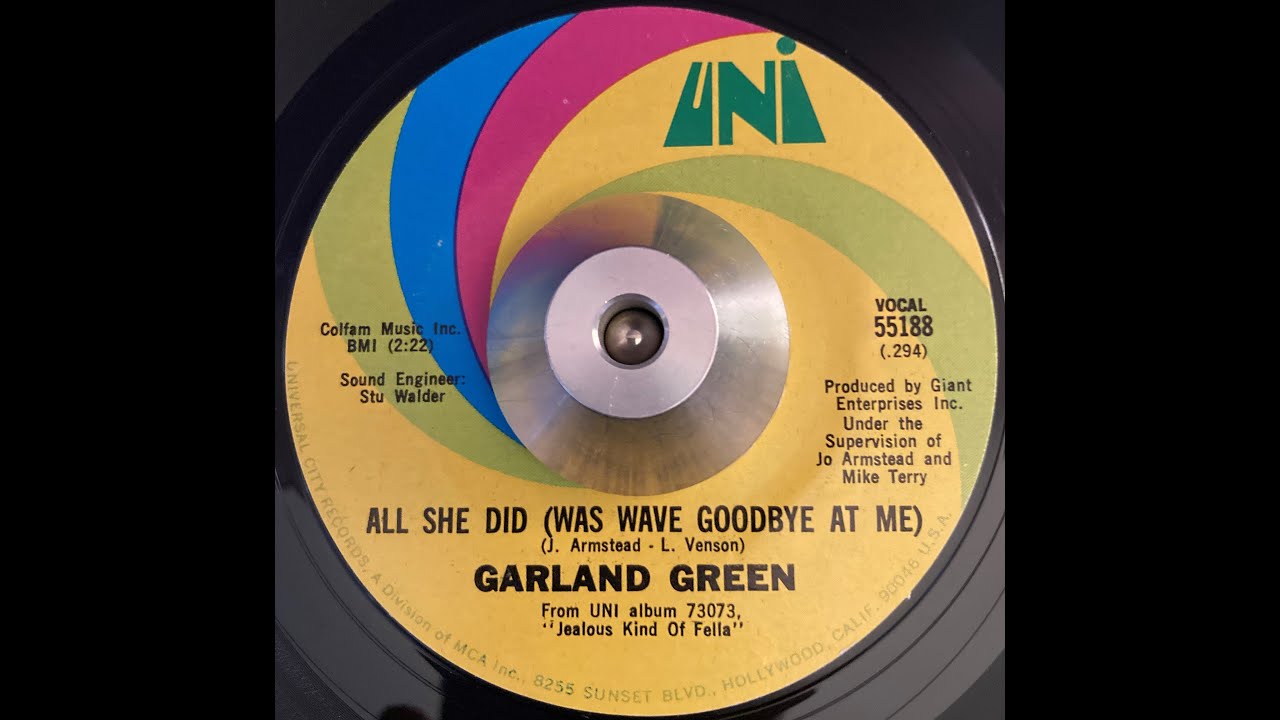 UNI
Colfam Music Inc.
BMI (2:22)
Sound Engineer:
Stu Walder
VOCAL
55188
(.294)
Produced by Giant
Enterprises Inc.
Under the
Supervision of
Jo Armstead and
Mike Terry
ALL SHE DID (WAS WAVE GOODBYE AT ME)
(J. Armstead - L. Venson)
GARLAND GREEN
From UNI album 73073,
"Jealous Kind Of Fella"
UNIVERSAL CITY RECORDS, A Division of MCA Inc., 8255 SUNSET BLVD., HOLLYWOOD, CALIF. 90046 U.S.A.